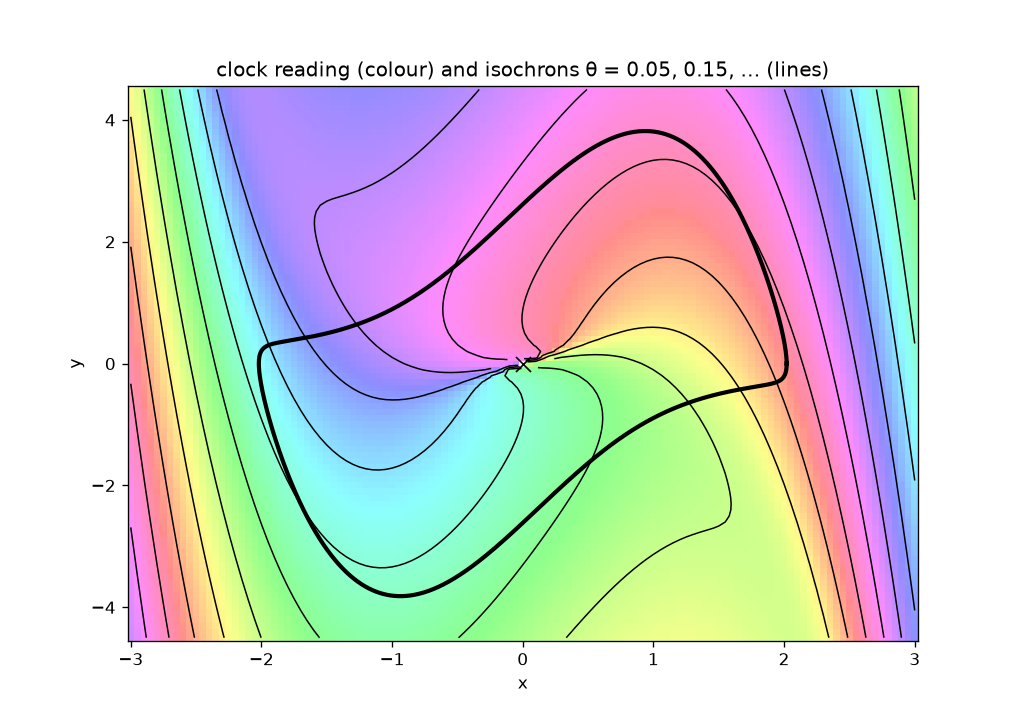 clock reading (colour) and isochrons θ = 0.05, 0.15, ... (lines)
4
2
0
−2
−4
y
−3 −2 −1 0 1 2 3
x